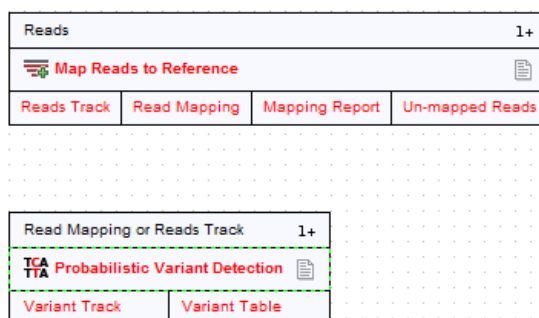 Reads 1+
Map Reads to Reference
Reads Track Read Mapping Mapping Report Un-mapped Reads
Read Mapping or Reads Track 1+
TCA TTA Probabilistic Variant Detection
Variant Track Variant Table